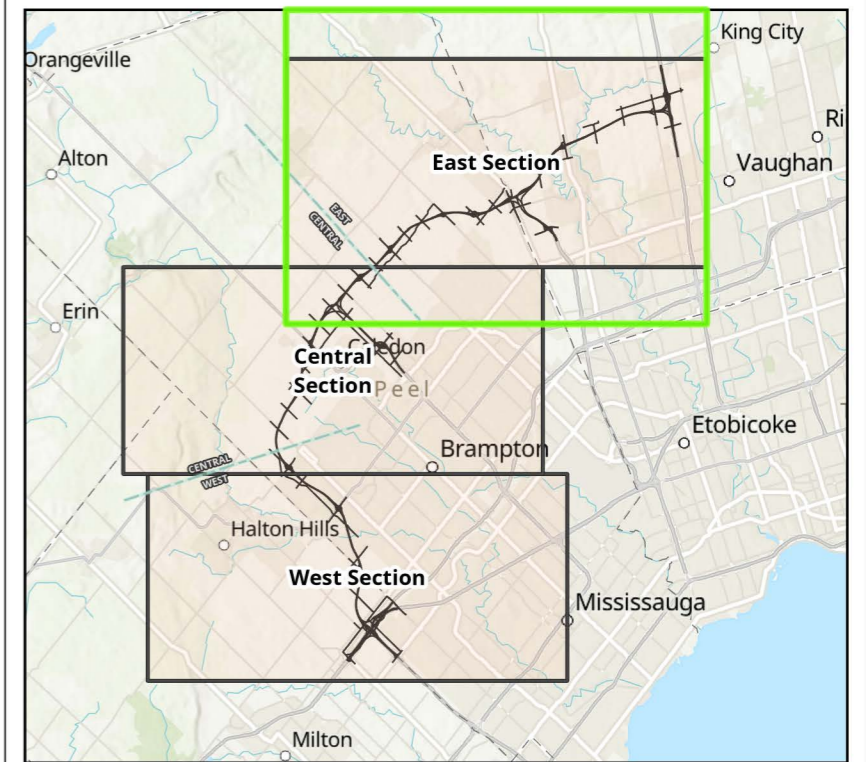 King City
Orangeville
Ri
Alton
East Section
Vaughan
EAST
CENTRAL
Erin
Caledon
Central
Section
Peel
Etobicoke
Brampton
CENTRAL
WEST
Halton Hills
West Section
Mississauga
Milton